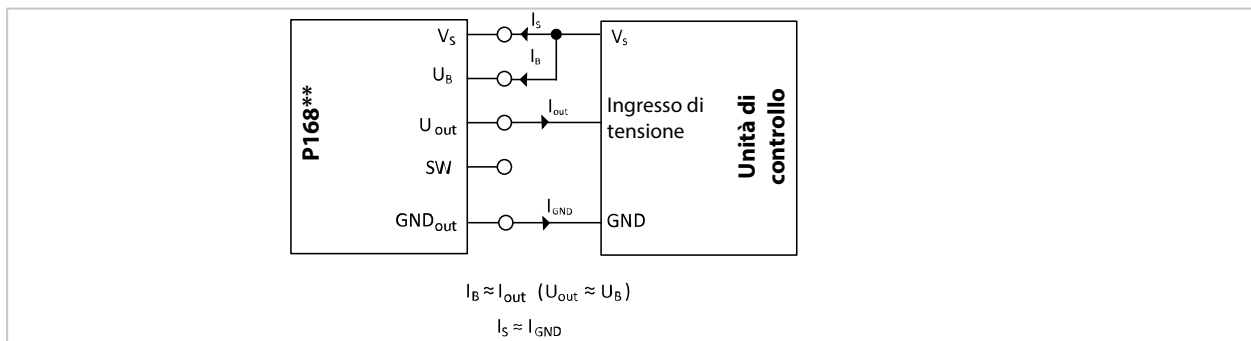 P168**
V_S
U_B
U_out
SW
GND_out
I_S
I_B
I_out
I_GND
V_S
Ingresso di
tensione
GND
Unità di
controllo
I_B ≈ I_out (U_out ≈ U_B)
I_S ≈ I_GND